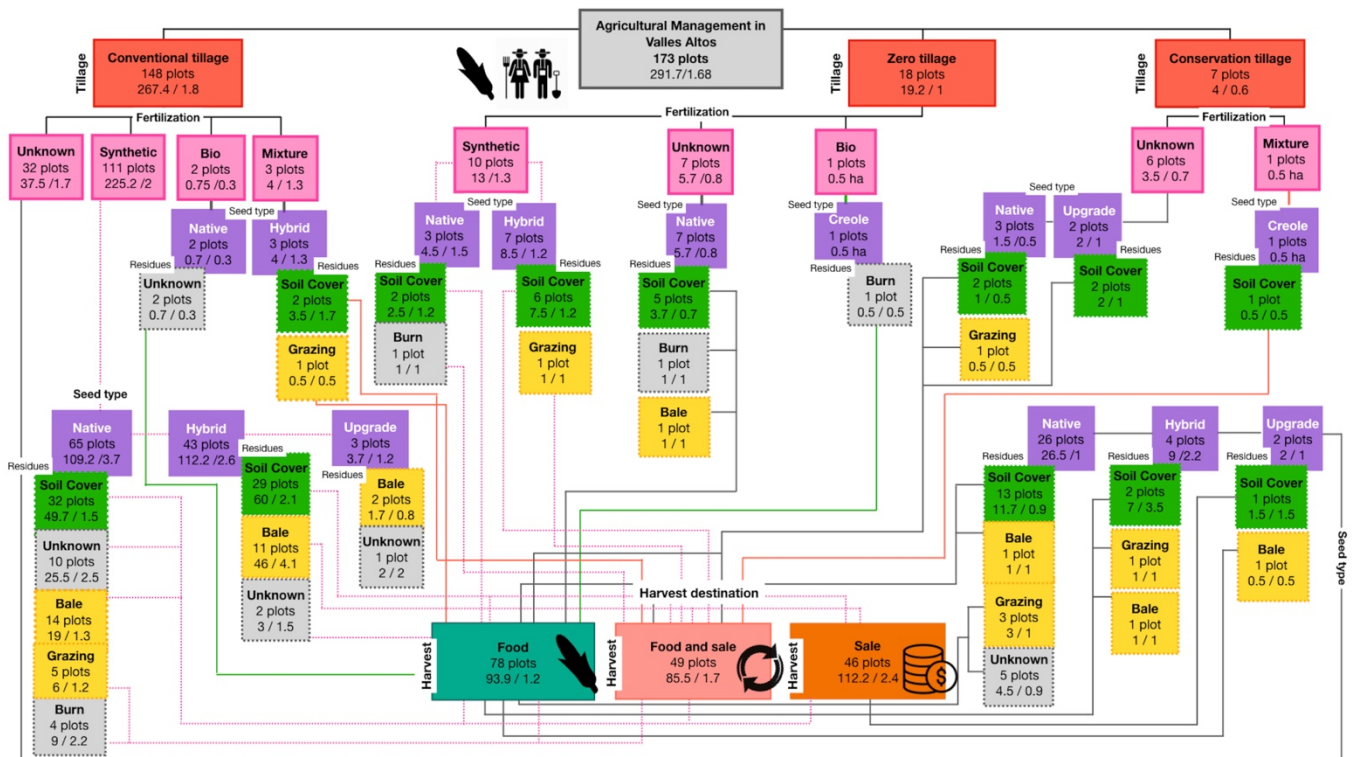 Agricultural Management in
Valles Altos
173 plots
291.7/1.68
Tillage
Conventional tillage
148 plots
267.4 / 1.8
Tillage
Zero tillage
18 plots
19.2 / 1
Tillage
Conservation tillage
7 plots
4 / 0.6
Fertilization
Unknown
32 plots
37.5 /1.7
Synthetic
111 plots
225.2 /2
Bio
2 plots
0.75 /0.3
Mixture
3 plots
4 / 1.3
Fertilization
Synthetic
10 plots
13 /1.3
Unknown
7 plots
5.7 / 0.8
Bio
1 plots
0.5 ha
Fertilization
Unknown
6 plots
3.5 / 0.7
Mixture
1 plots
0.5 ha
Seed type
Native
2 plots
0.7 / 0.3
Hybrid
3 plots
4 / 1.3
Residues
Unknown
2 plots
0.7 / 0.3
Residues
Soil Cover
2 plots
3.5 / 1.7
Grazing
1 plot
0.5 / 0.5
Seed type
Native
3 plots
4.5 / 1.5
Hybrid
7 plots
8.5 / 1.2
Residues
Soil Cover
2 plots
2.5 / 1.2
Burn
1 plot
1 / 1
Residues
Soil Cover
6 plots
7.5 / 1.2
Grazing
1 plot
1 / 1
Seed type
Native
7 plots
5.7 /0.8
Residues
Soil Cover
5 plots
3.7 / 0.7
Burn
1 plot
1 / 1
Bale
1 plot
1 / 1
Seed type
Creole
1 plots
0.5 ha
Residues
Burn
1 plot
0.5 / 0.5
Seed type
Native
3 plots
1.5 /0.5
Upgrade
2 plots
2 / 1
Residues
Soil Cover
2 plots
1 / 0.5
Grazing
1 plot
0.5 / 0.5
Residues
Soil Cover
2 plots
2 / 1
Seed type
Creole
1 plots
0.5 ha
Residues
Soil Cover
1 plot
0.5 / 0.5
Seed type
Native
65 plots
109.2 /3.7
Hybrid
43 plots
112.2 /2.6
Upgrade
3 plots
3.7 / 1.2
Residues
Soil Cover
32 plots
49.7 / 1.5
Unknown
10 plots
25.5 / 2.5
Bale
14 plots
19 / 1.3
Grazing
5 plots
6 / 1.2
Burn
4 plots
9 / 2.2
Residues
Soil Cover
29 plots
60 / 2.1
Bale
11 plots
46 / 4.1
Unknown
2 plots
3 / 1.5
Residues
Bale
2 plots
1.7 / 0.8
Unknown
1 plot
2 / 2
Native
26 plots
26.5 /1
Hybrid
4 plots
9 /2.2
Upgrade
2 plots
2 / 1
Residues
Soil Cover
13 plots
11.7 / 0.9
Bale
1 plot
1 / 1
Grazing
3 plots
3 / 1
Unknown
5 plots
4.5 / 0.9
Residues
Soil Cover
2 plots
7 / 3.5
Grazing
1 plot
1 / 1
Bale
1 plot
1 / 1
Residues
Soil Cover
1 plots
1.5 / 1.5
Bale
1 plot
0.5 / 0.5
Seed type
Harvest destination
Harvest
Food
78 plots
93.9 / 1.2
Harvest
Food and sale
49 plots
85.5 / 1.7
Harvest
Sale
46 plots
112.2 / 2.4
$